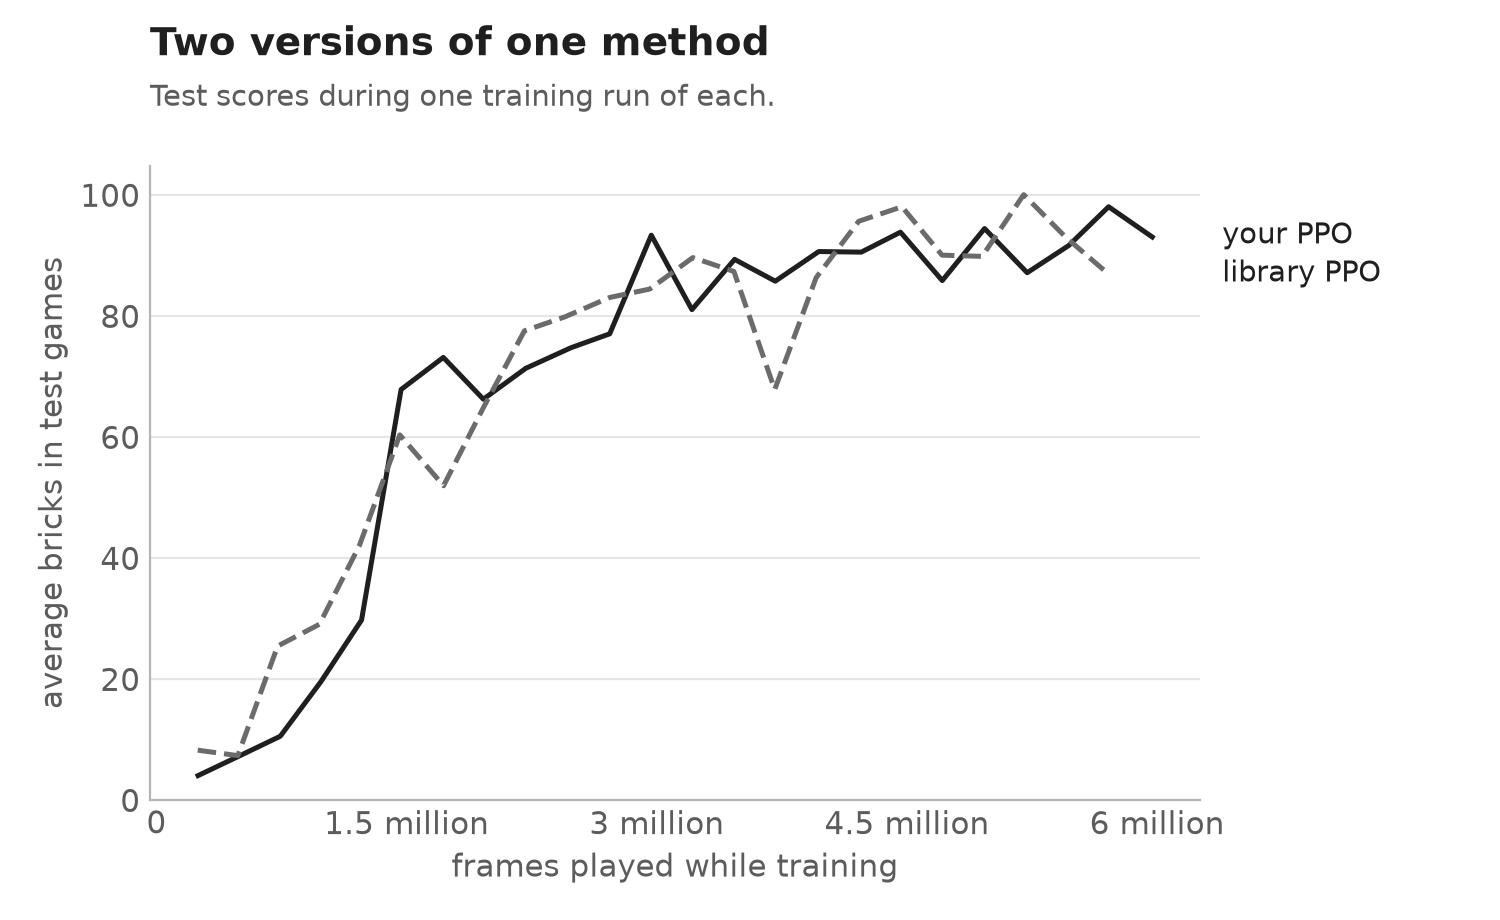 Two versions of one method
Test scores during one training run of each.
100
80
60
40
20
0
average bricks in test games
your PPO
library PPO
0 1.5 million 3 million 4.5 million 6 million
frames played while training